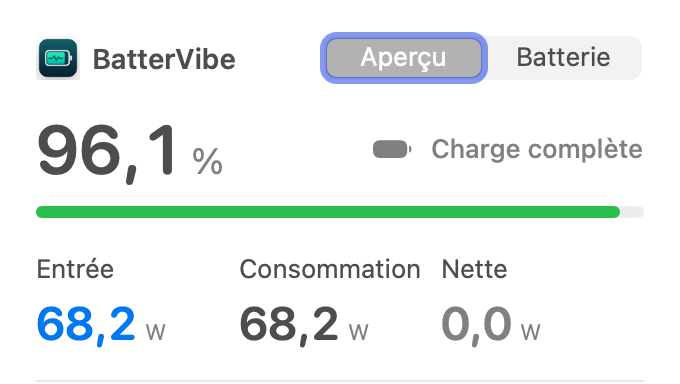 BatterVibe Aperçu Batterie
96,1 % Charge complète
Entrée Consommation Nette
68,2 W 68,2 W 0,0 W